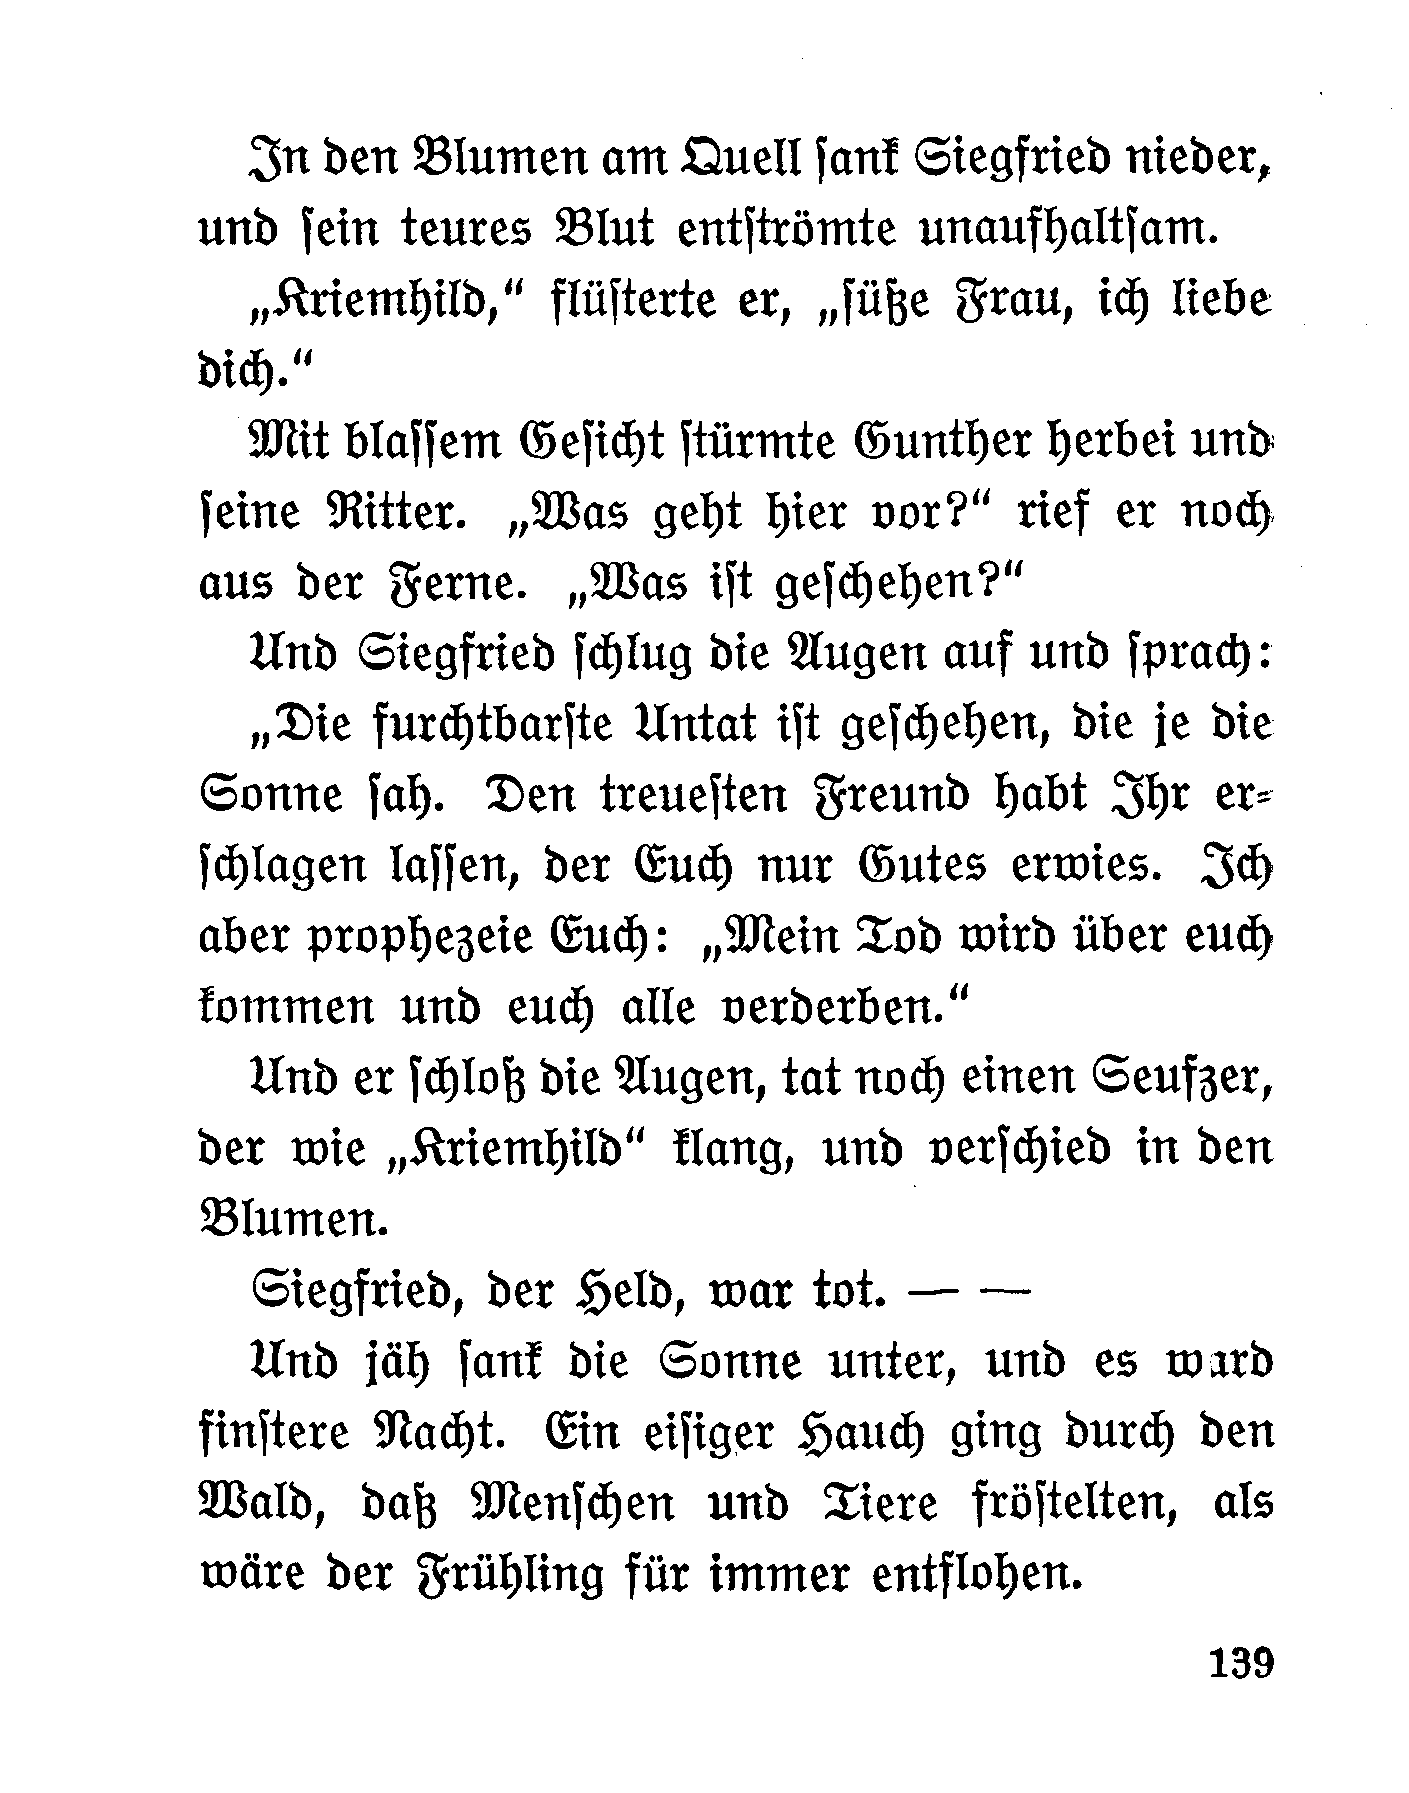 In den Blumen am Quell ſank Siegfried nieder,
und ſein teures Blut entſtrömte unaufhaltſam.
„Kriemhild,“ flüſterte er, „ſüße Frau, ich liebe
dich.“
Mit blaſſem Geſicht ſtürmte Gunther herbei und
ſeine Ritter. „Was geht hier vor?“ rief er noch
aus der Ferne. „Was iſt geſchehen?“
Und Siegfried ſchlug die Augen auf und ſprach:
„Die furchtbarſte Untat iſt geſchehen, die je die
Sonne ſah. Den treueſten Freund habt Ihr er-
ſchlagen laſſen, der Euch nur Gutes erwies. Ich
aber prophezeie Euch: „Mein Tod wird über euch
kommen und euch alle verderben.“
Und er ſchloß die Augen, tat noch einen Seufzer,
der wie „Kriemhild“ klang, und verſchied in den
Blumen.
Siegfried, der Held, war tot. — —
Und jäh ſank die Sonne unter, und es ward
finſtere Nacht. Ein eiſiger Hauch ging durch den
Wald, daß Menſchen und Tiere fröſtelten, als
wäre der Frühling für immer entflohen.
139